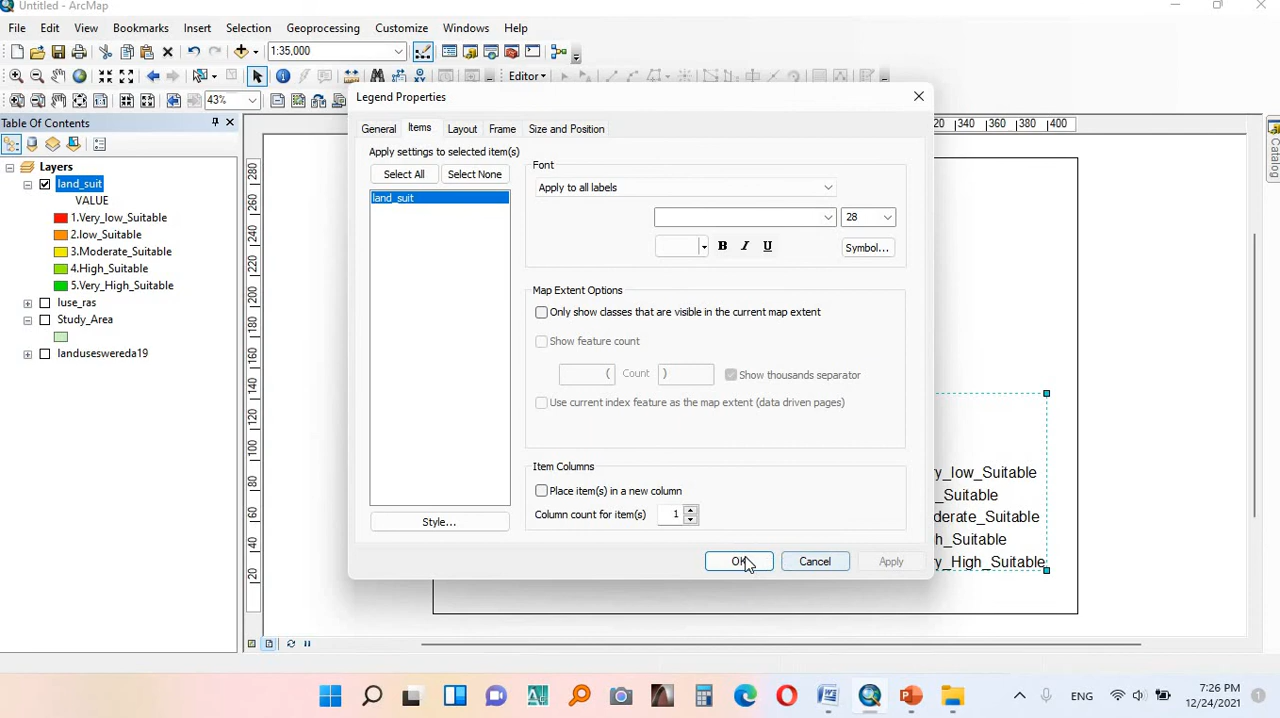 Untitled - ArcMap
File Edit View Bookmarks Insert Selection Geoprocessing Customize Windows Help
1:35,000
Editor
43%
Table Of Contents
Layers
land_suit
VALUE
1.Very_low_Suitable
2.low_Suitable
3.Moderate_Suitable
4.High_Suitable
5.Very_High_Suitable
luse_ras
Study_Area
landuseswereda19
Legend Properties
General Items Layout Frame Size and Position
Apply settings to selected item(s)
Select All Select None
land_suit
Style...
Font
Apply to all labels
28
B I U Symbol...
Map Extent Options
Only show classes that are visible in the current map extent
Show feature count
( Count ) Show thousands separator
Use current index feature as the map extent (data driven pages)
Item Columns
Place item(s) in a new column
Column count for item(s) 1
OK Cancel Apply
320 340 360 380 400
280
260
240
220
200
180
160
140
120
100
80
60
40
20
y_low_Suitable
_Suitable
derate_Suitable
h_Suitable
y_High_Suitable
Catalog
ENG
7:26 PM
12/24/2021
1